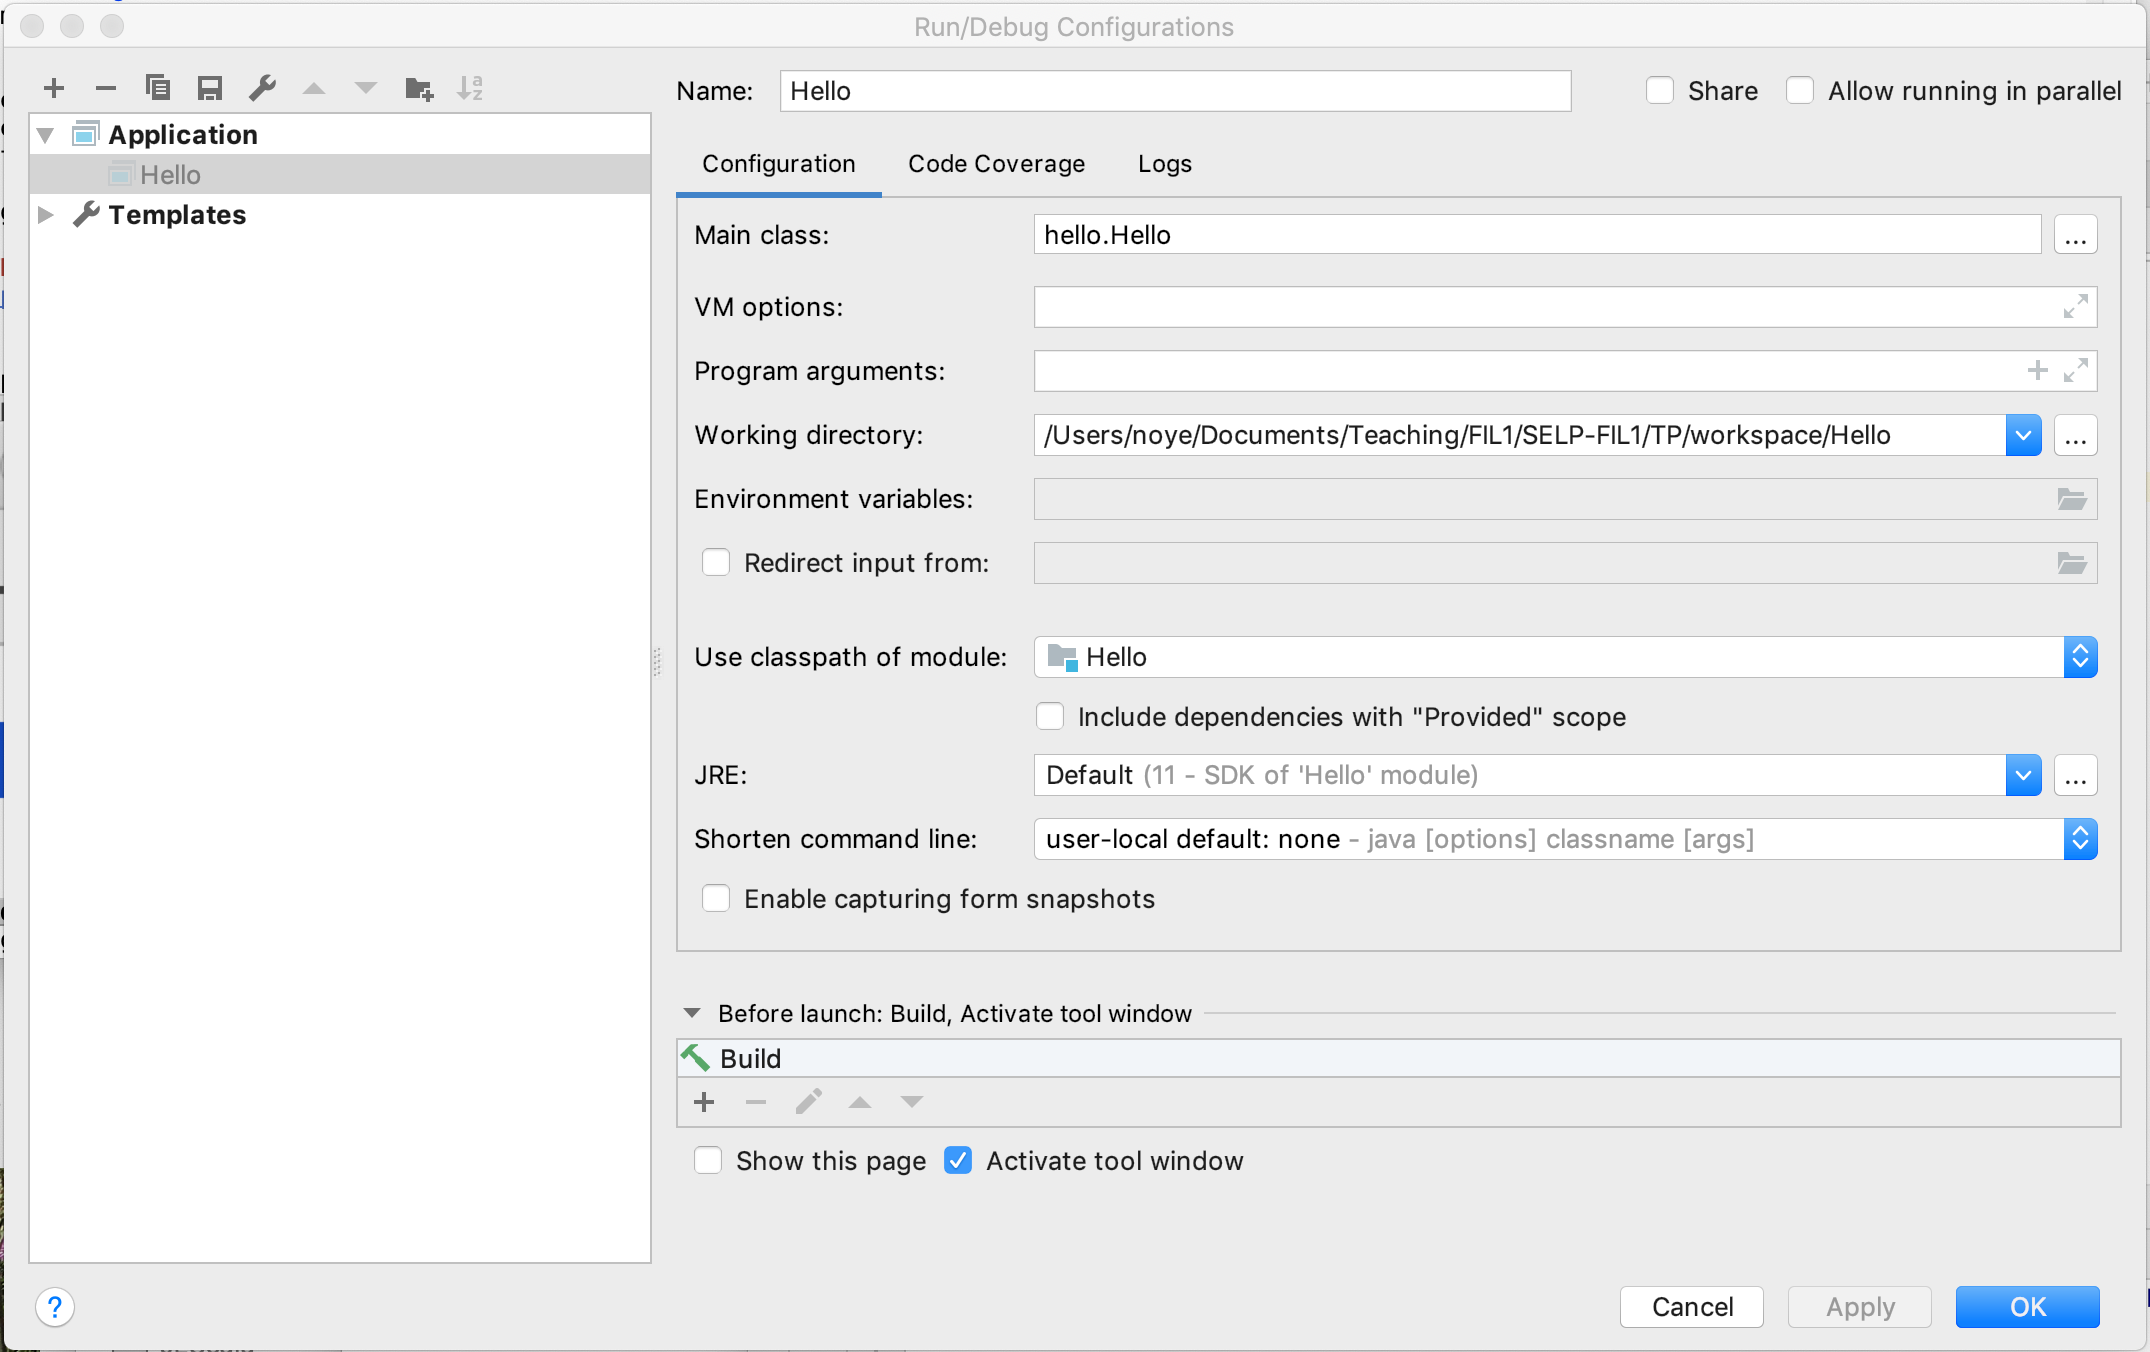 Run/Debug Configurations
Name: Hello Share Allow running in parallel
Application
Hello
Templates
Configuration Code Coverage Logs
Main class: hello.Hello ...
VM options:
Program arguments:
Working directory: /Users/noye/Documents/Teaching/FIL1/SELP-FIL1/TP/workspace/Hello ...
Environment variables:
Redirect input from:
Use classpath of module: Hello
Include dependencies with "Provided" scope
JRE: Default (11 - SDK of 'Hello' module) ...
Shorten command line: user-local default: none - java [options] classname [args]
Enable capturing form snapshots
Before launch: Build, Activate tool window
Build
Show this page Activate tool window
? Cancel Apply OK